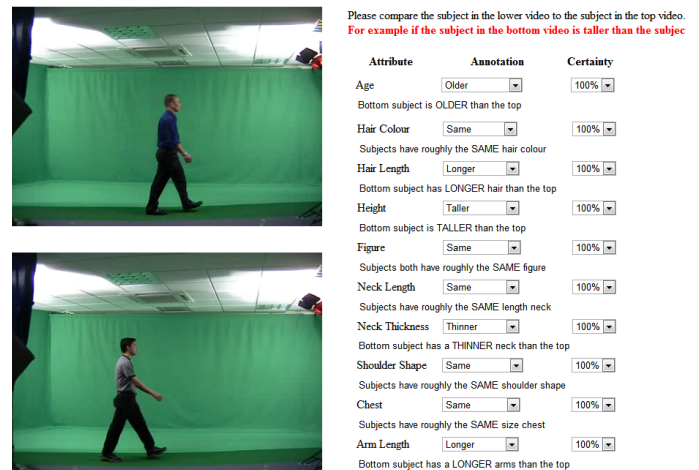 Please compare the subject in the lower video to the subject in the top video.
For example if the subject in the bottom video is taller than the subjec
Attribute Annotation Certainty
Age Older 100%
Bottom subject is OLDER than the top
Hair Colour Same 100%
Subjects have roughly the SAME hair colour
Hair Length Longer 100%
Bottom subject has LONGER hair than the top
Height Taller 100%
Bottom subject is TALLER than the top
Figure Same 100%
Subjects both have roughly the SAME figure
Neck Length Same 100%
Subjects have roughly the SAME length neck
Neck Thickness Thinner 100%
Bottom subject has a THINNER neck than the top
Shoulder Shape Same 100%
Subjects have roughly the SAME shoulder shape
Chest Same 100%
Subjects have roughly the SAME size chest
Arm Length Longer 100%
Bottom subject has a LONGER arms than the top